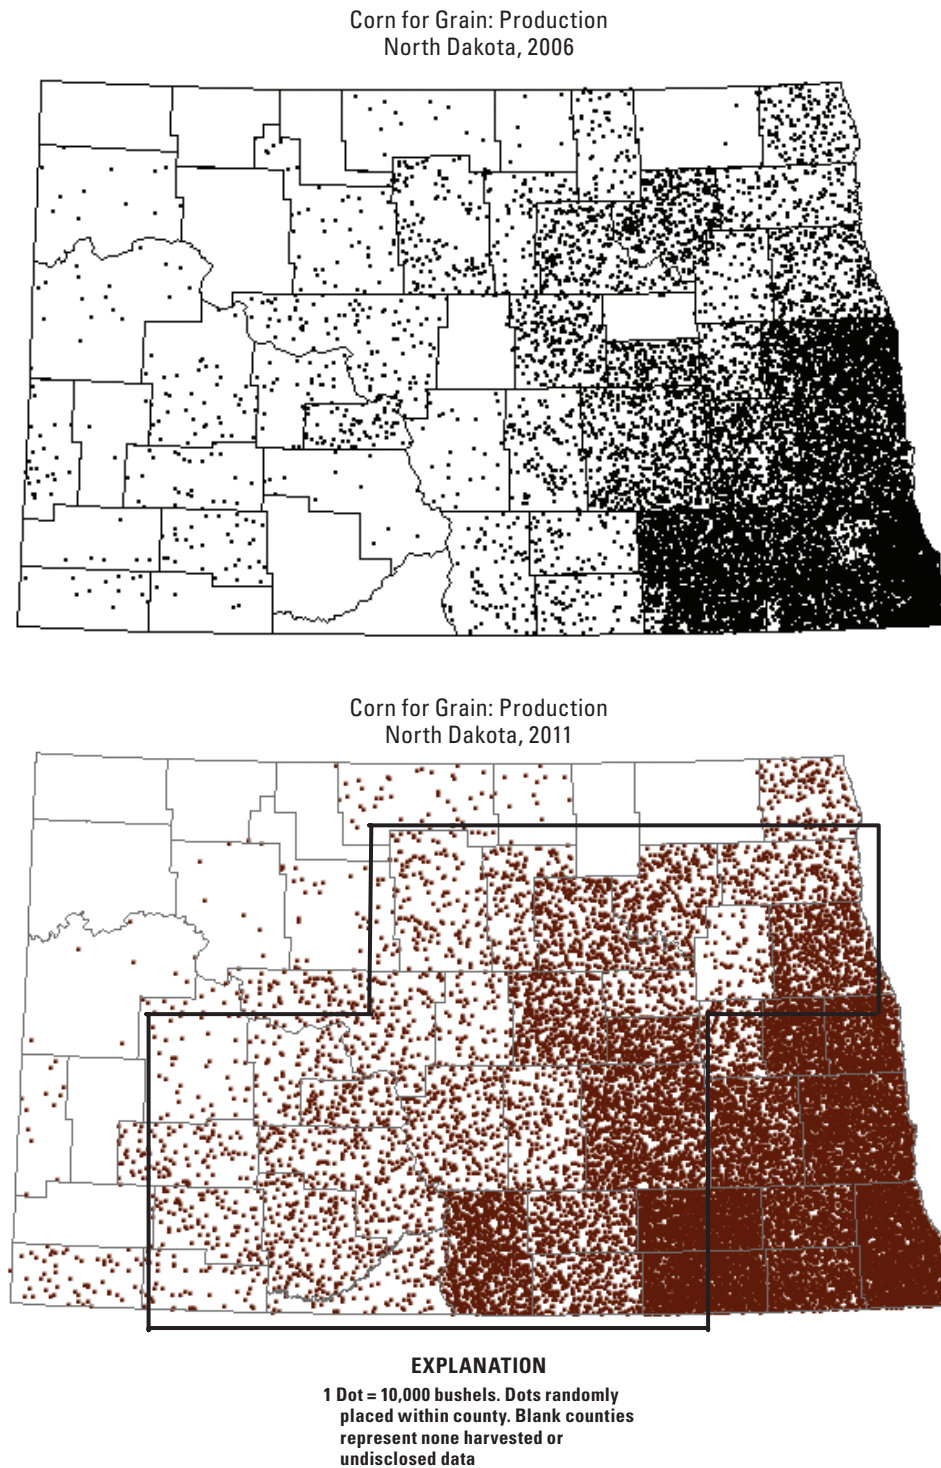 Corn for Grain: Production
North Dakota, 2006
Corn for Grain: Production
North Dakota, 2011
EXPLANATION
1 Dot = 10,000 bushels. Dots randomly
placed within county. Blank counties
represent none harvested or
undisclosed data